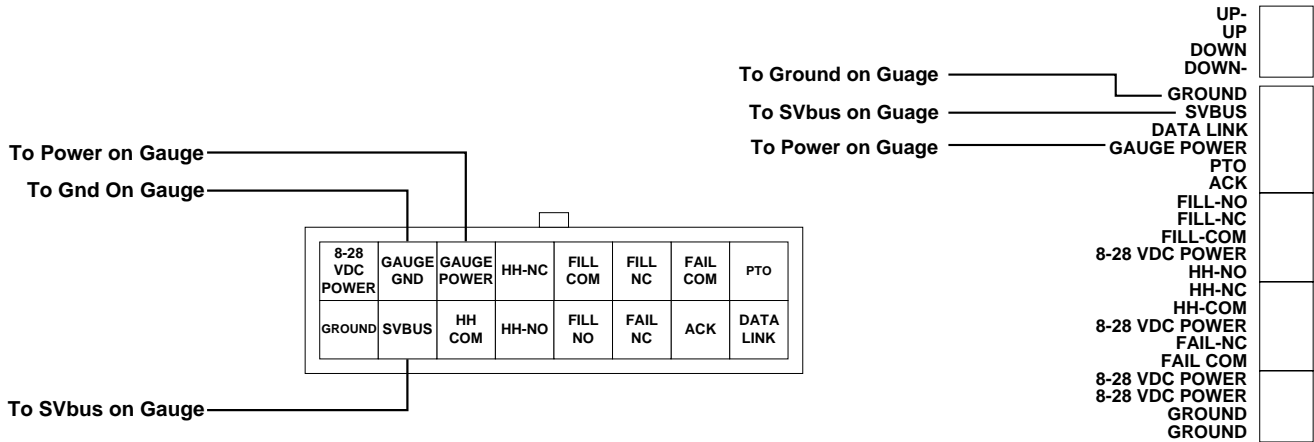 UP-
UP
DOWN
DOWN-
To Ground on Guage
GROUND
To SVbus on Guage
SVBUS
DATA LINK
To Power on Guage
GAUGE POWER
PTO
ACK
FILL-NO
FILL-NC
FILL-COM
8-28 VDC POWER
HH-NO
HH-NC
HH-COM
8-28 VDC POWER
FAIL-NC
FAIL COM
8-28 VDC POWER
8-28 VDC POWER
GROUND
GROUND
To Power on Gauge
To Gnd On Gauge
8-28
VDC
POWER
GAUGE
GND
GAUGE
POWER
HH-NC
FILL
COM
FILL
NC
FAIL
COM
PTO
GROUND
SVBUS
HH
COM
HH-NO
FILL
NO
FAIL
NC
ACK
DATA
LINK
To SVbus on Gauge